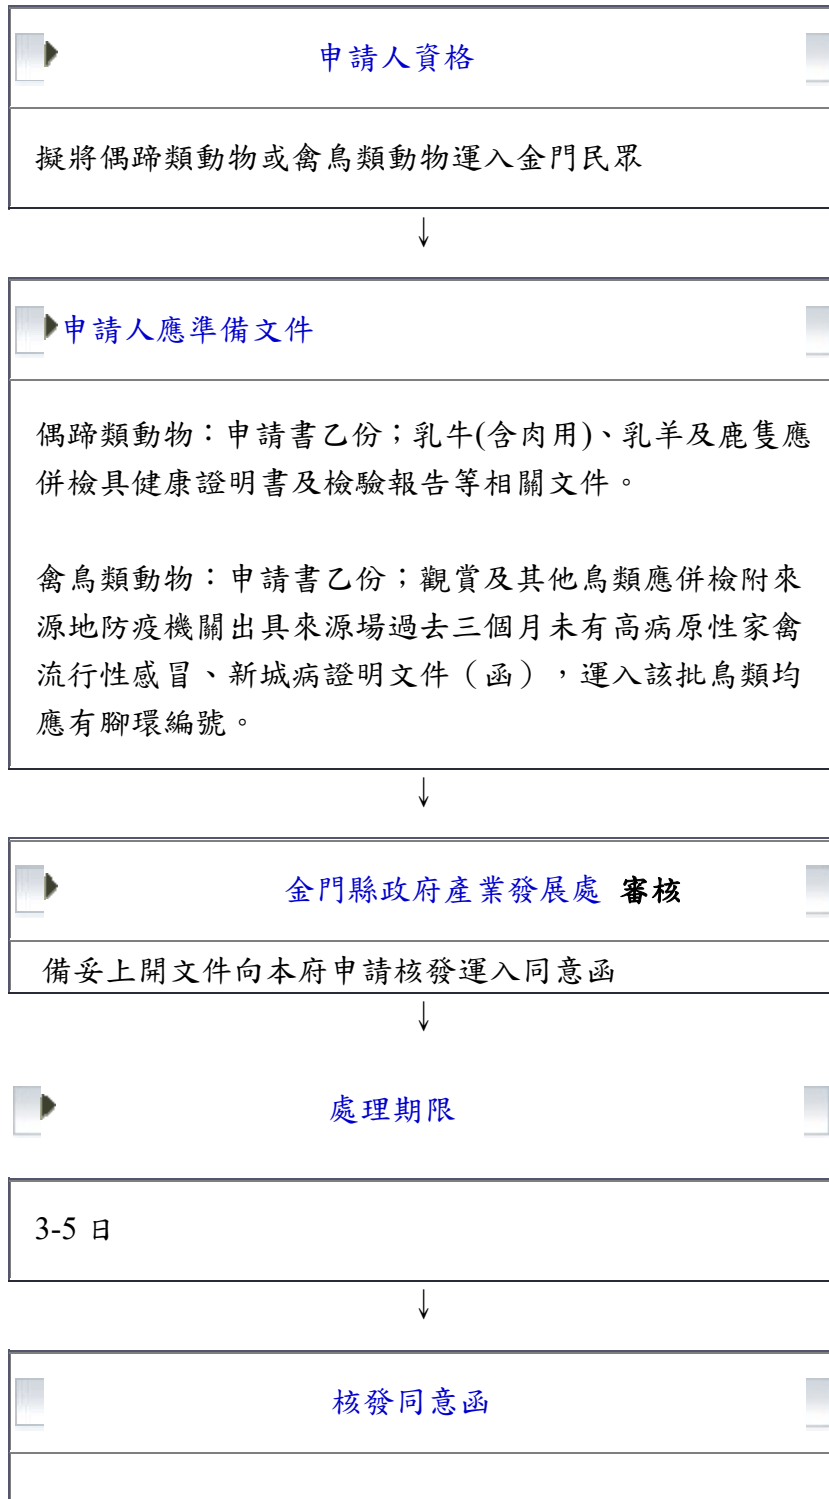 申請人資格
擬將偶蹄類動物或禽鳥類動物運入金門民眾
↓
申請人應準備文件
偶蹄類動物：申請書乙份；乳牛(含肉用)、乳羊及鹿隻應
併檢具健康證明書及檢驗報告等相關文件。
禽鳥類動物：申請書乙份；觀賞及其他鳥類應併檢附來
源地防疫機關出具來源場過去三個月未有高病原性家禽
流行性感冒、新城病證明文件（函），運入該批鳥類均
應有腳環編號。
↓
金門縣政府產業發展處 審核
備妥上開文件向本府申請核發運入同意函
↓
處理期限
3-5 日
↓
核發同意函